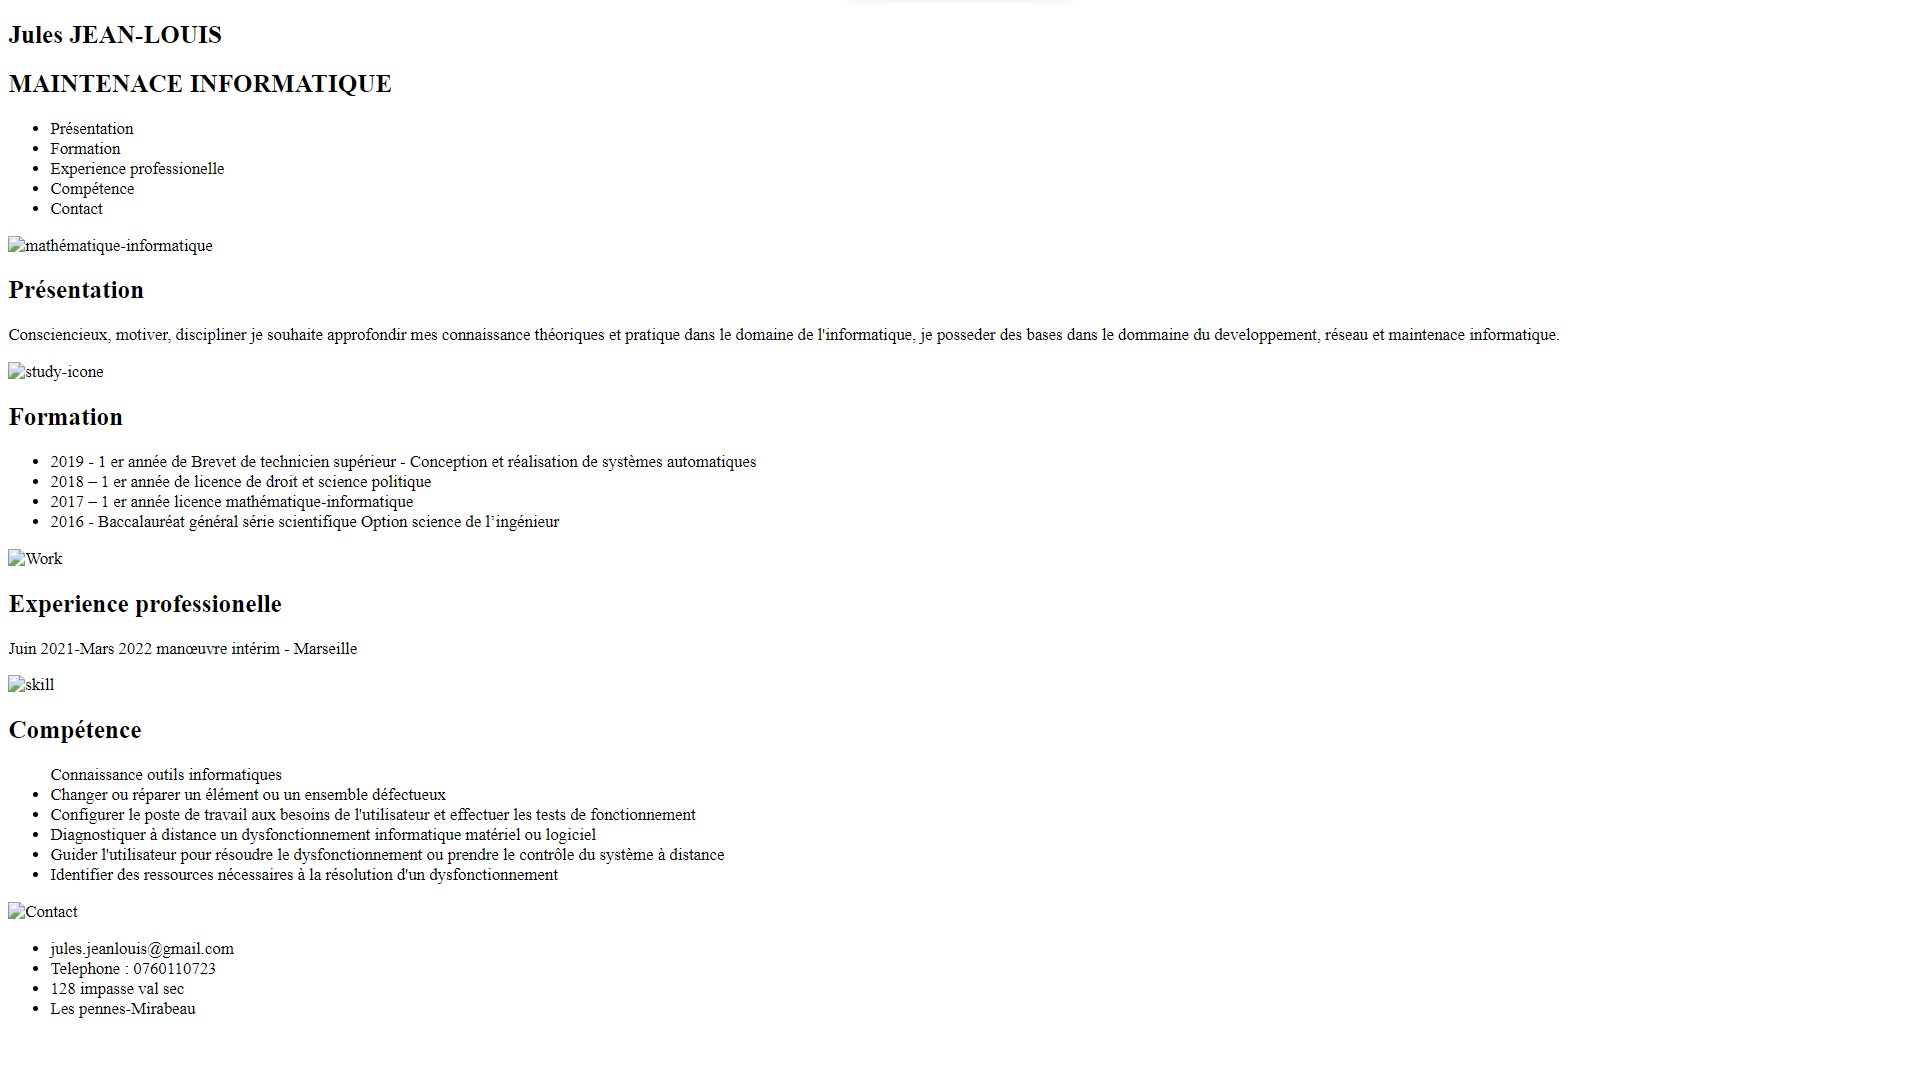 Jules JEAN-LOUIS
MAINTENACE INFORMATIQUE
Présentation
Formation
Experience professionelle
Compétence
Contact
mathématique-informatique
Présentation
Consciencieux, motiver, discipliner je souhaite approfondir mes connaissance théoriques et pratique dans le domaine de l'informatique, je posseder des bases dans le dommaine du developpement, réseau et maintenace informatique.
study-icone
Formation
2019 - 1 er année de Brevet de technicien supérieur - Conception et réalisation de systèmes automatiques
2018 – 1 er année de licence de droit et science politique
2017 – 1 er année licence mathématique-informatique
2016 - Baccalauréat général série scientifique Option science de l’ingénieur
Work
Experience professionelle
Juin 2021-Mars 2022 manœuvre intérim - Marseille
skill
Compétence
Connaissance outils informatiques
Changer ou réparer un élément ou un ensemble défectueux
Configurer le poste de travail aux besoins de l'utilisateur et effectuer les tests de fonctionnement
Diagnostiquer à distance un dysfonctionnement informatique matériel ou logiciel
Guider l'utilisateur pour résoudre le dysfonctionnement ou prendre le contrôle du système à distance
Identifier des ressources nécessaires à la résolution d'un dysfonctionnement
Contact
jules.jeanlouis@gmail.com
Telephone : 0760110723
128 impasse val sec
Les pennes-Mirabeau